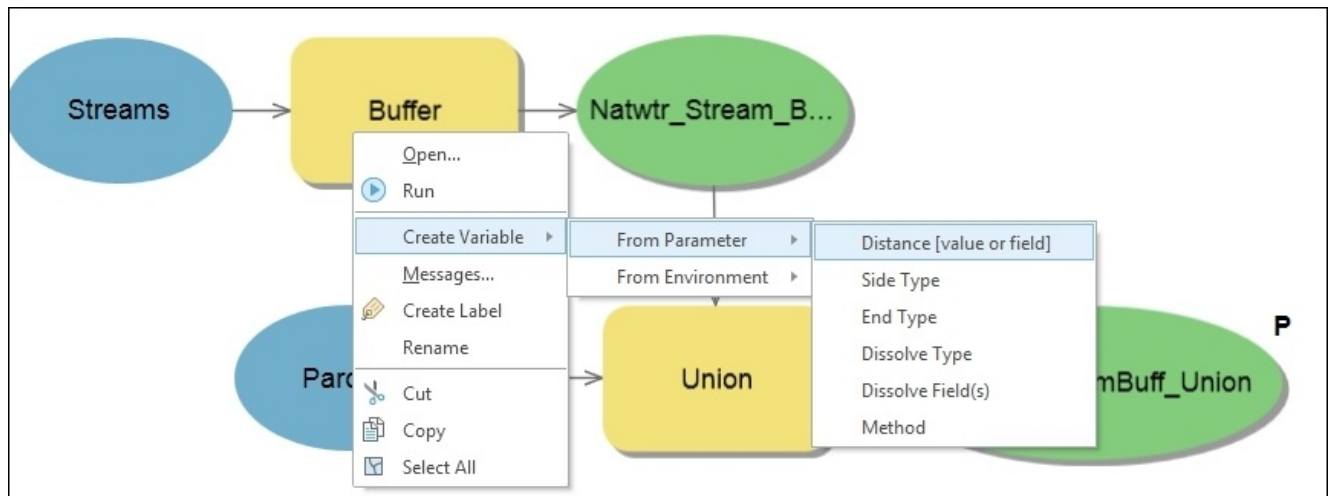 Streams
Buffer
Natwtr_Stream_B...
Open...
Run
Create Variable
From Parameter
Distance [value or field]
Messages...
From Environment
Side Type
Create Label
End Type
P
Rename
Dissolve Type
Parc
Union
mBuff_Union
Cut
Dissolve Field(s)
Copy
Method
Select All